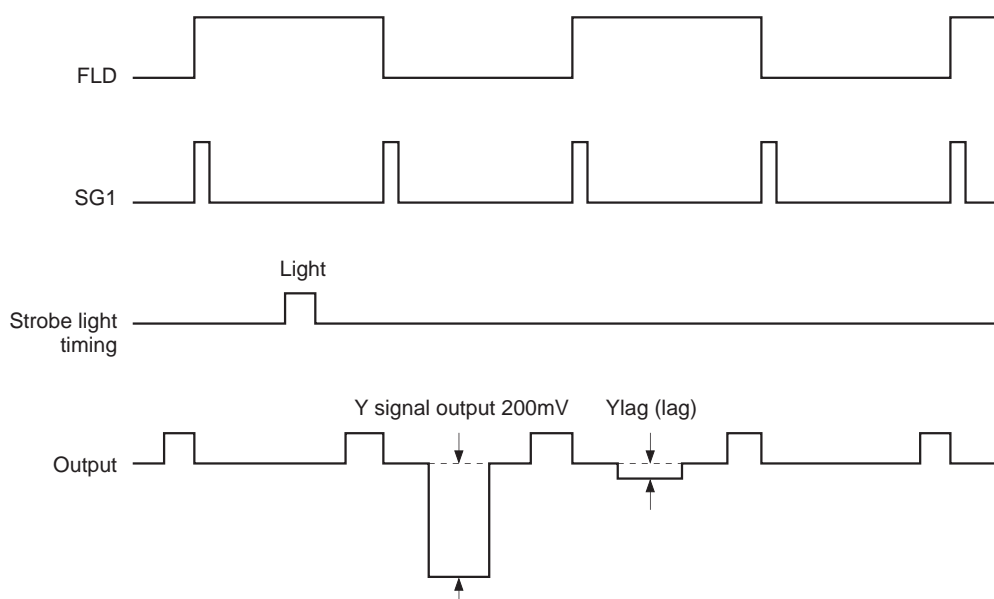 FLD
SG1
Light
Strobe light
timing
Y signal output 200mV
Ylag (lag)
Output